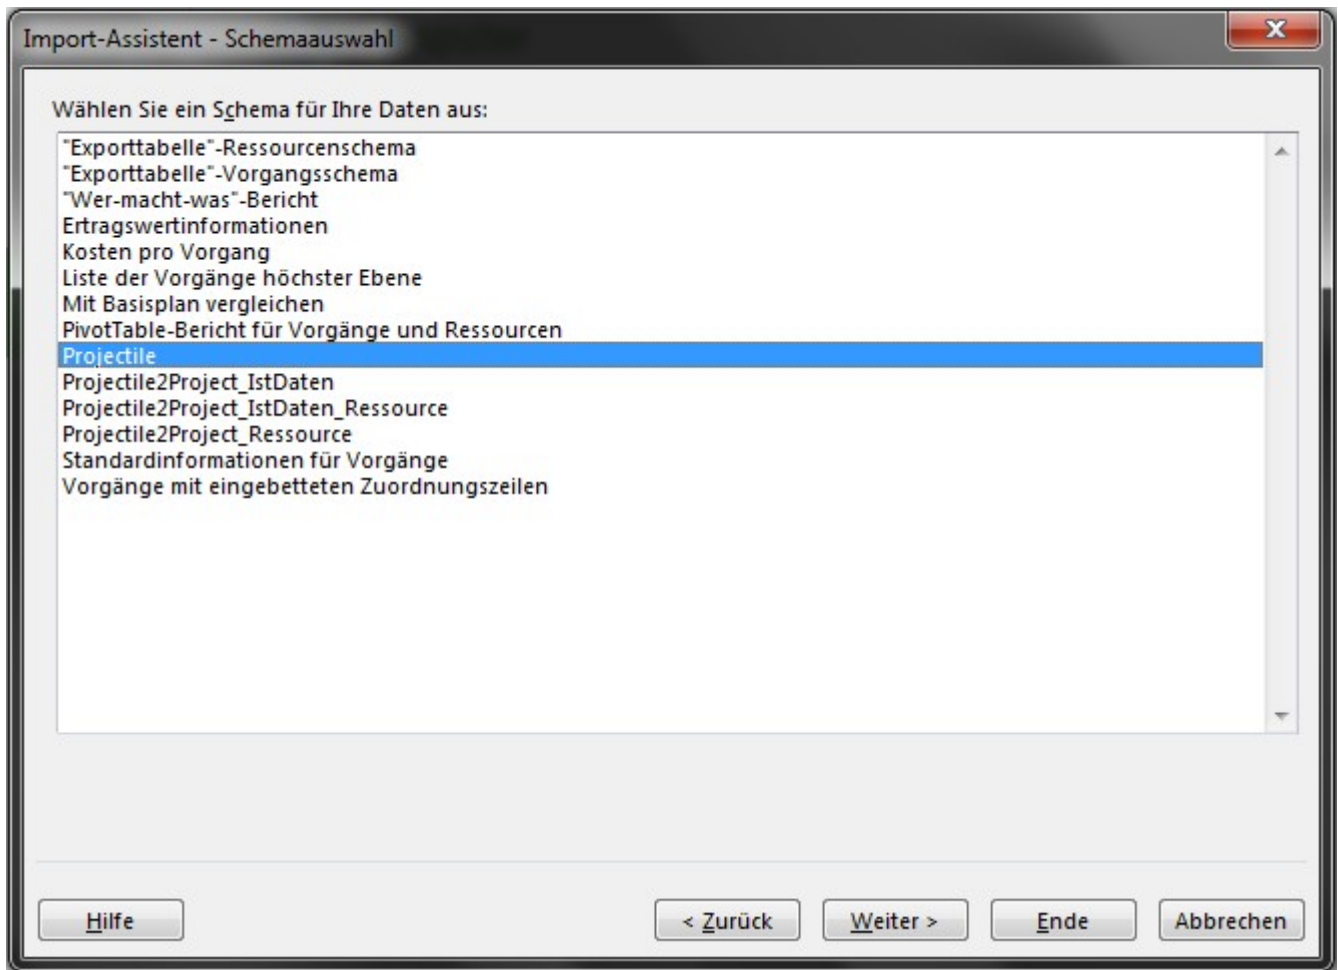 Import-Assistent - Schemaauswahl
Wählen Sie ein Schema für Ihre Daten aus:
"Exporttabelle"-Ressourcenschema
"Exporttabelle"-Vorgangsschema
"Wer-macht-was"-Bericht
Ertragswertinformationen
Kosten pro Vorgang
Liste der Vorgänge höchster Ebene
Mit Basisplan vergleichen
PivotTable-Bericht für Vorgänge und Ressourcen
Projectile
Projectile2Project_IstDaten
Projectile2Project_IstDaten_Ressource
Projectile2Project_Ressource
Standardinformationen für Vorgänge
Vorgänge mit eingebetteten Zuordnungszeilen
Hilfe < Zurück Weiter > Ende Abbrechen